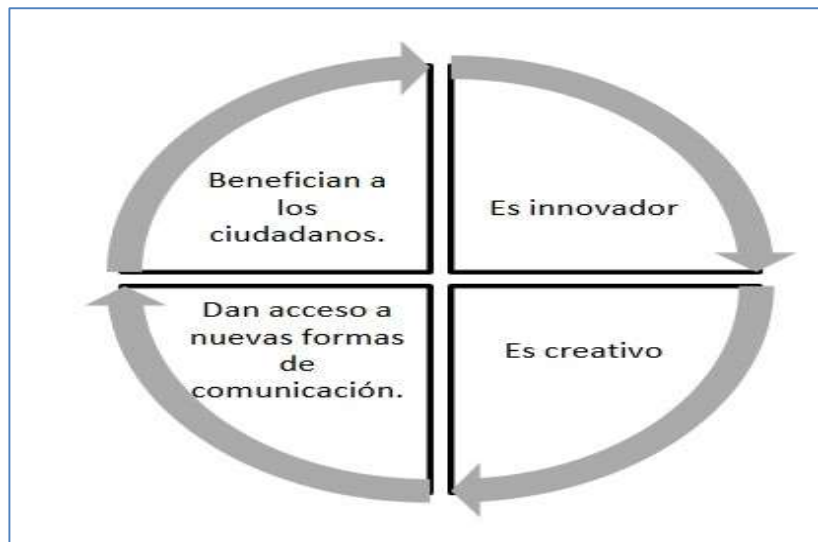 Benefician a
los
ciudadanos.
Es innovador
Dan acceso a
nuevas formas
de
comunicación.
Es creativo